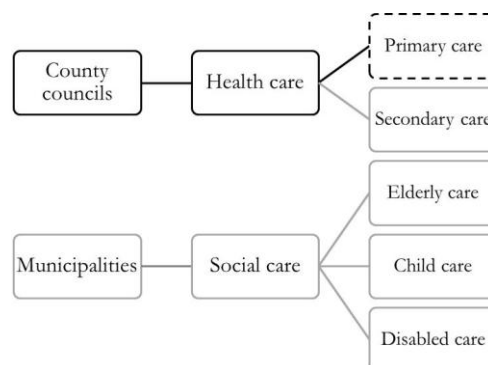 County
councils
Health care
Primary care
Secondary care
Municipalities
Social care
Elderly care
Child care
Disabled care